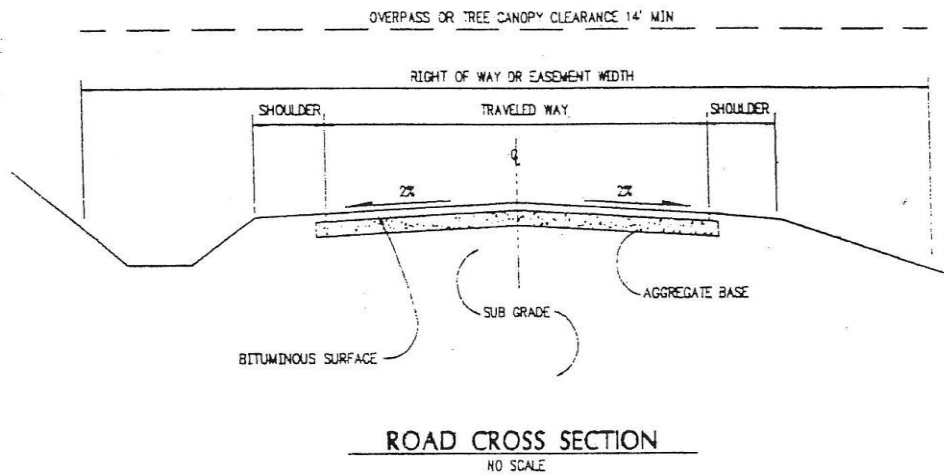 OVERPASS OR TREE CANOPY CLEARANCE 14' MIN
RIGHT OF WAY OR EASEMENT WIDTH
SHOULDER TRAVELED WAY SHOULDER
℄
2% 2%
AGGREGATE BASE
SUB GRADE
BITUMINOUS SURFACE
ROAD CROSS SECTION
NO SCALE